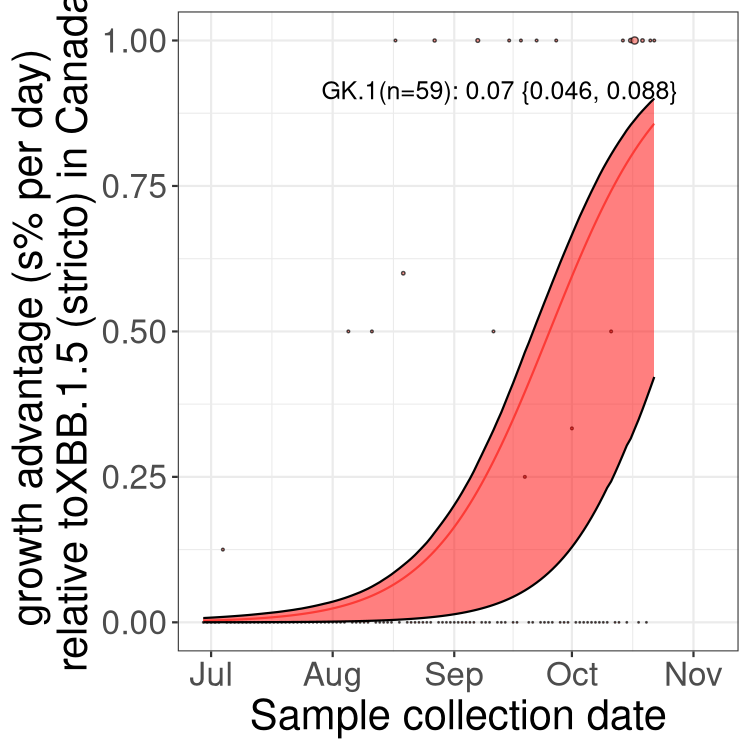 growth advantage (s% per day)
relative toXBB.1.5 (stricto) in Canada
1.00
0.75
0.50
0.25
0.00
GK.1(n=59): 0.07 {0.046, 0.088}
Jul Aug Sep Oct Nov
Sample collection date